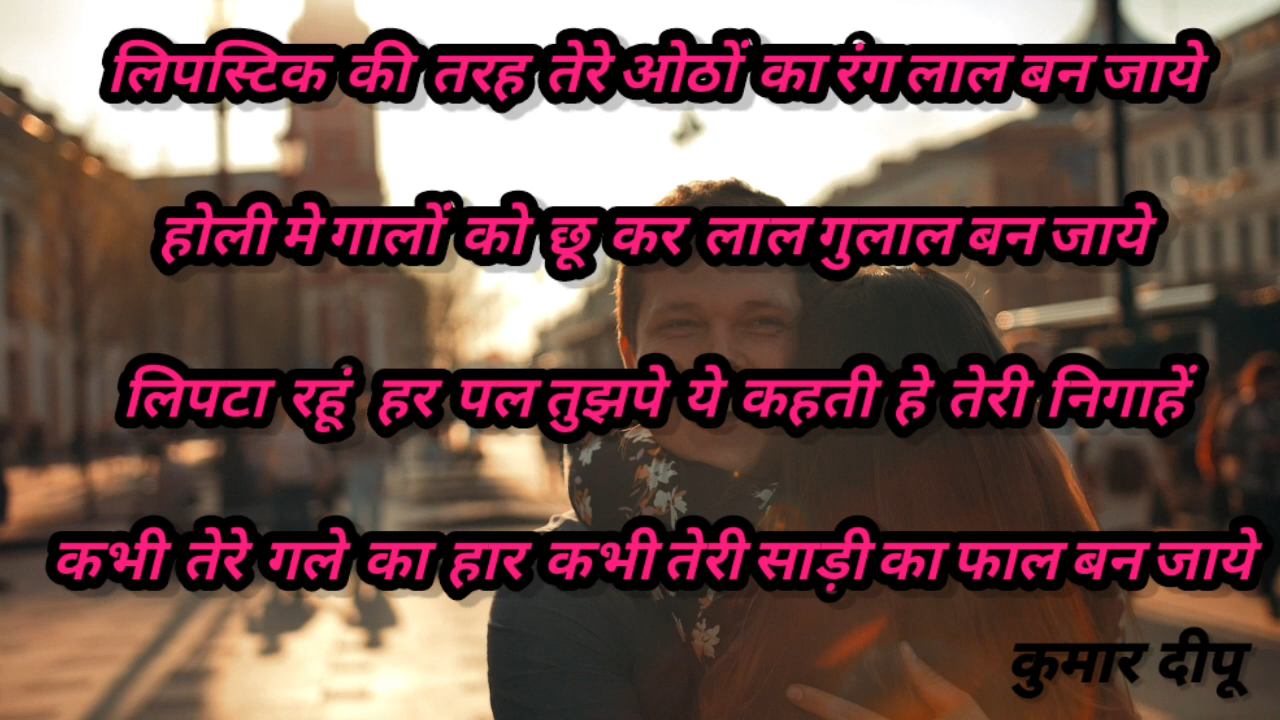 लिपस्टिक की तरह तेरे ओठों का रंग लाल बन जाये
होली मे गालों को छू कर लाल गुलाल बन जाये
लिपटा रहूं हर पल तुझपे ये कहती हे तेरी निगाहें
कभी तेरे गले का हार कभी तेरी साड़ी का फाल बन जाये
कुमार दीपू